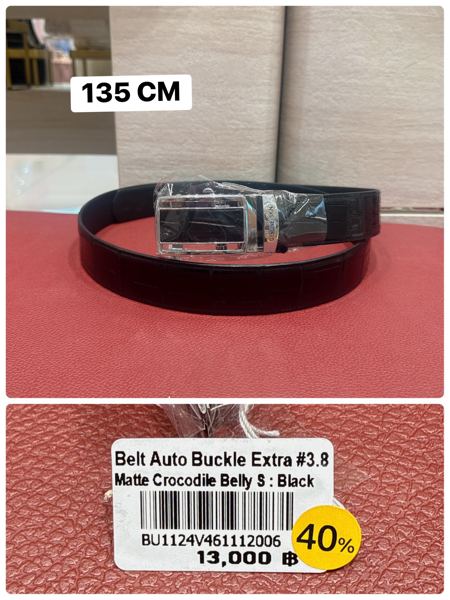 135 CM
Belt Auto Buckle Extra #3.8
Matte Crocodile Belly S : Black
BU1124V461112006
40%
13,000 ฿